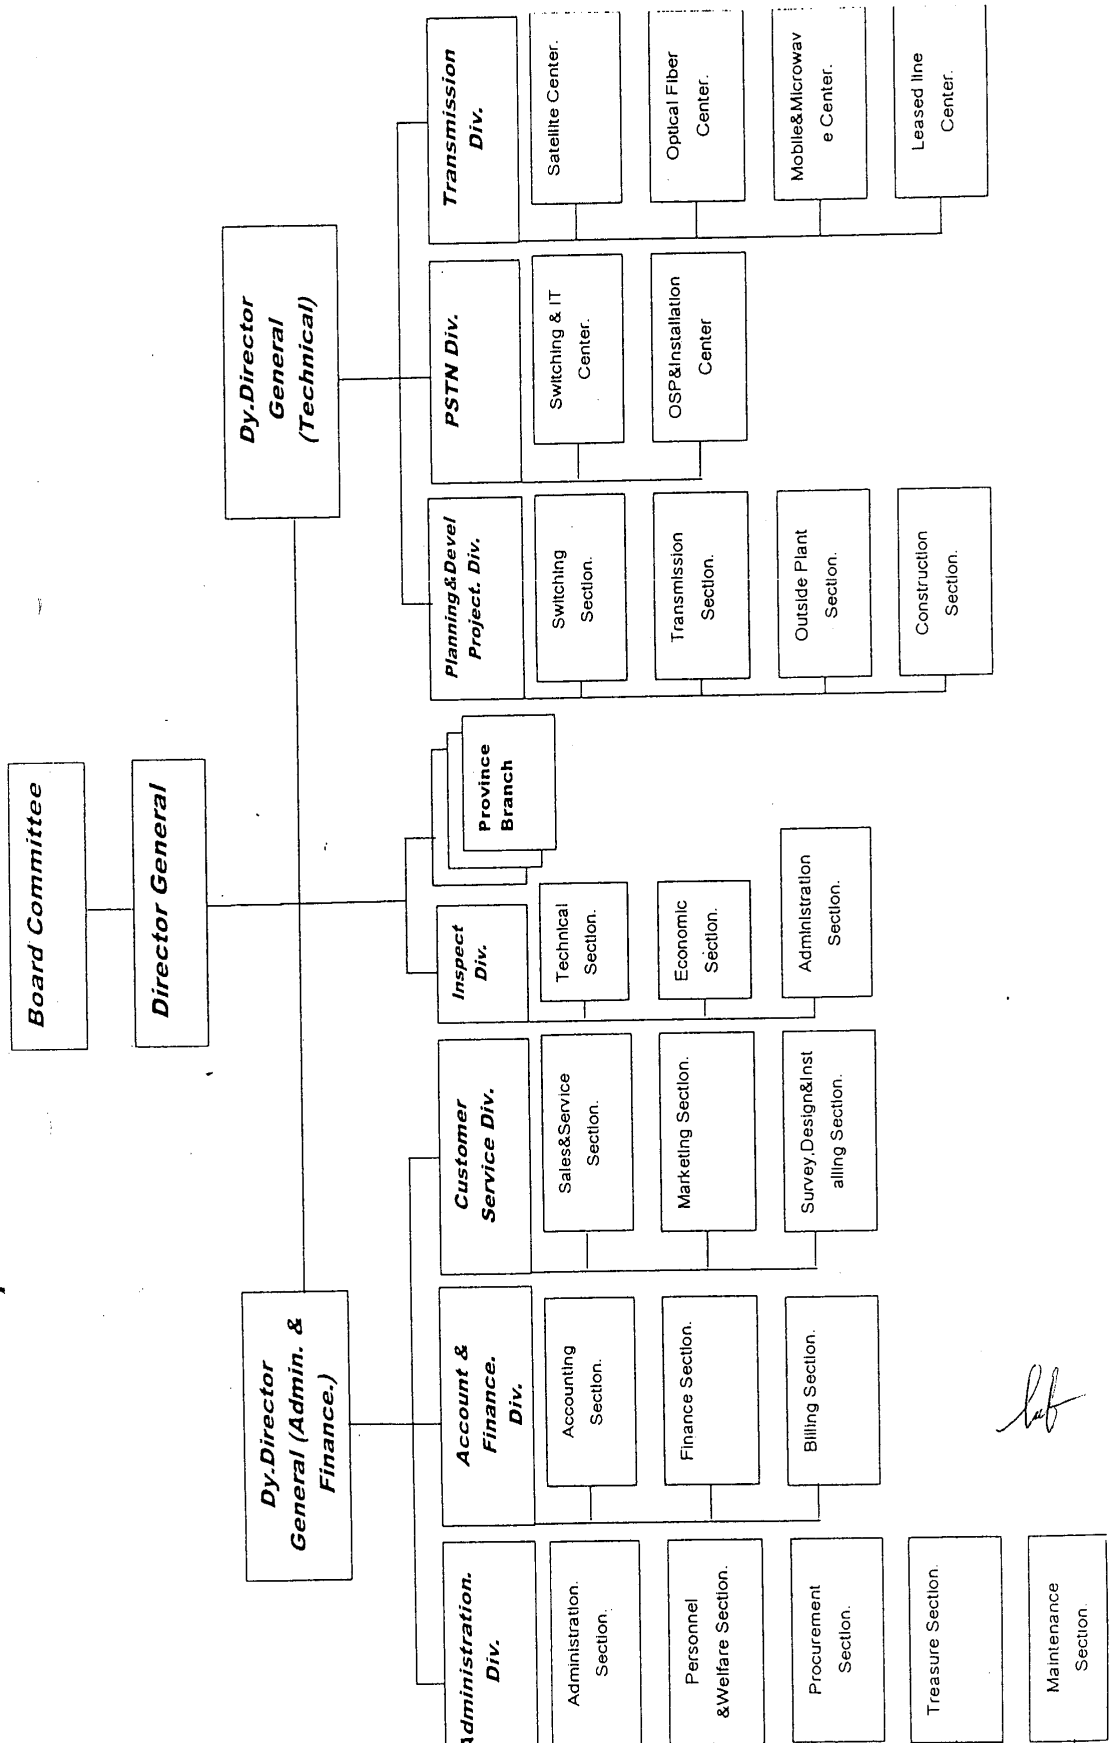 Board Committee
Director General
Dy.Director
General (Admin. &
Finance.)
Dy.Director
General
(Technical)
Administration.
Div.
Account &
Finance.
Div.
Customer
Service Div.
Inspect
Div.
Province
Branch
Planning&Devel
Project. Div.
PSTN Div.
Transmission
Div.
Administration.
Section.
Personnel
&Welfare Section.
Procurement
Section.
Treasure Section.
Maintenance
Section.
Accounting
Section.
Finance Section.
Billing Section.
Sales&Service
Section.
Marketing Section.
Survey,Design&Inst
alling Section.
Technical
Section.
Economic
Section.
Administration
Section.
Switching
Section.
Transmission
Section.
Outside Plant
Section.
Construction
Section.
Switching & IT
Center.
OSP&Installation
Center
Satellite Center.
Optical Fiber
Center.
Mobile&Microwav
e Center.
Leased line
Center.